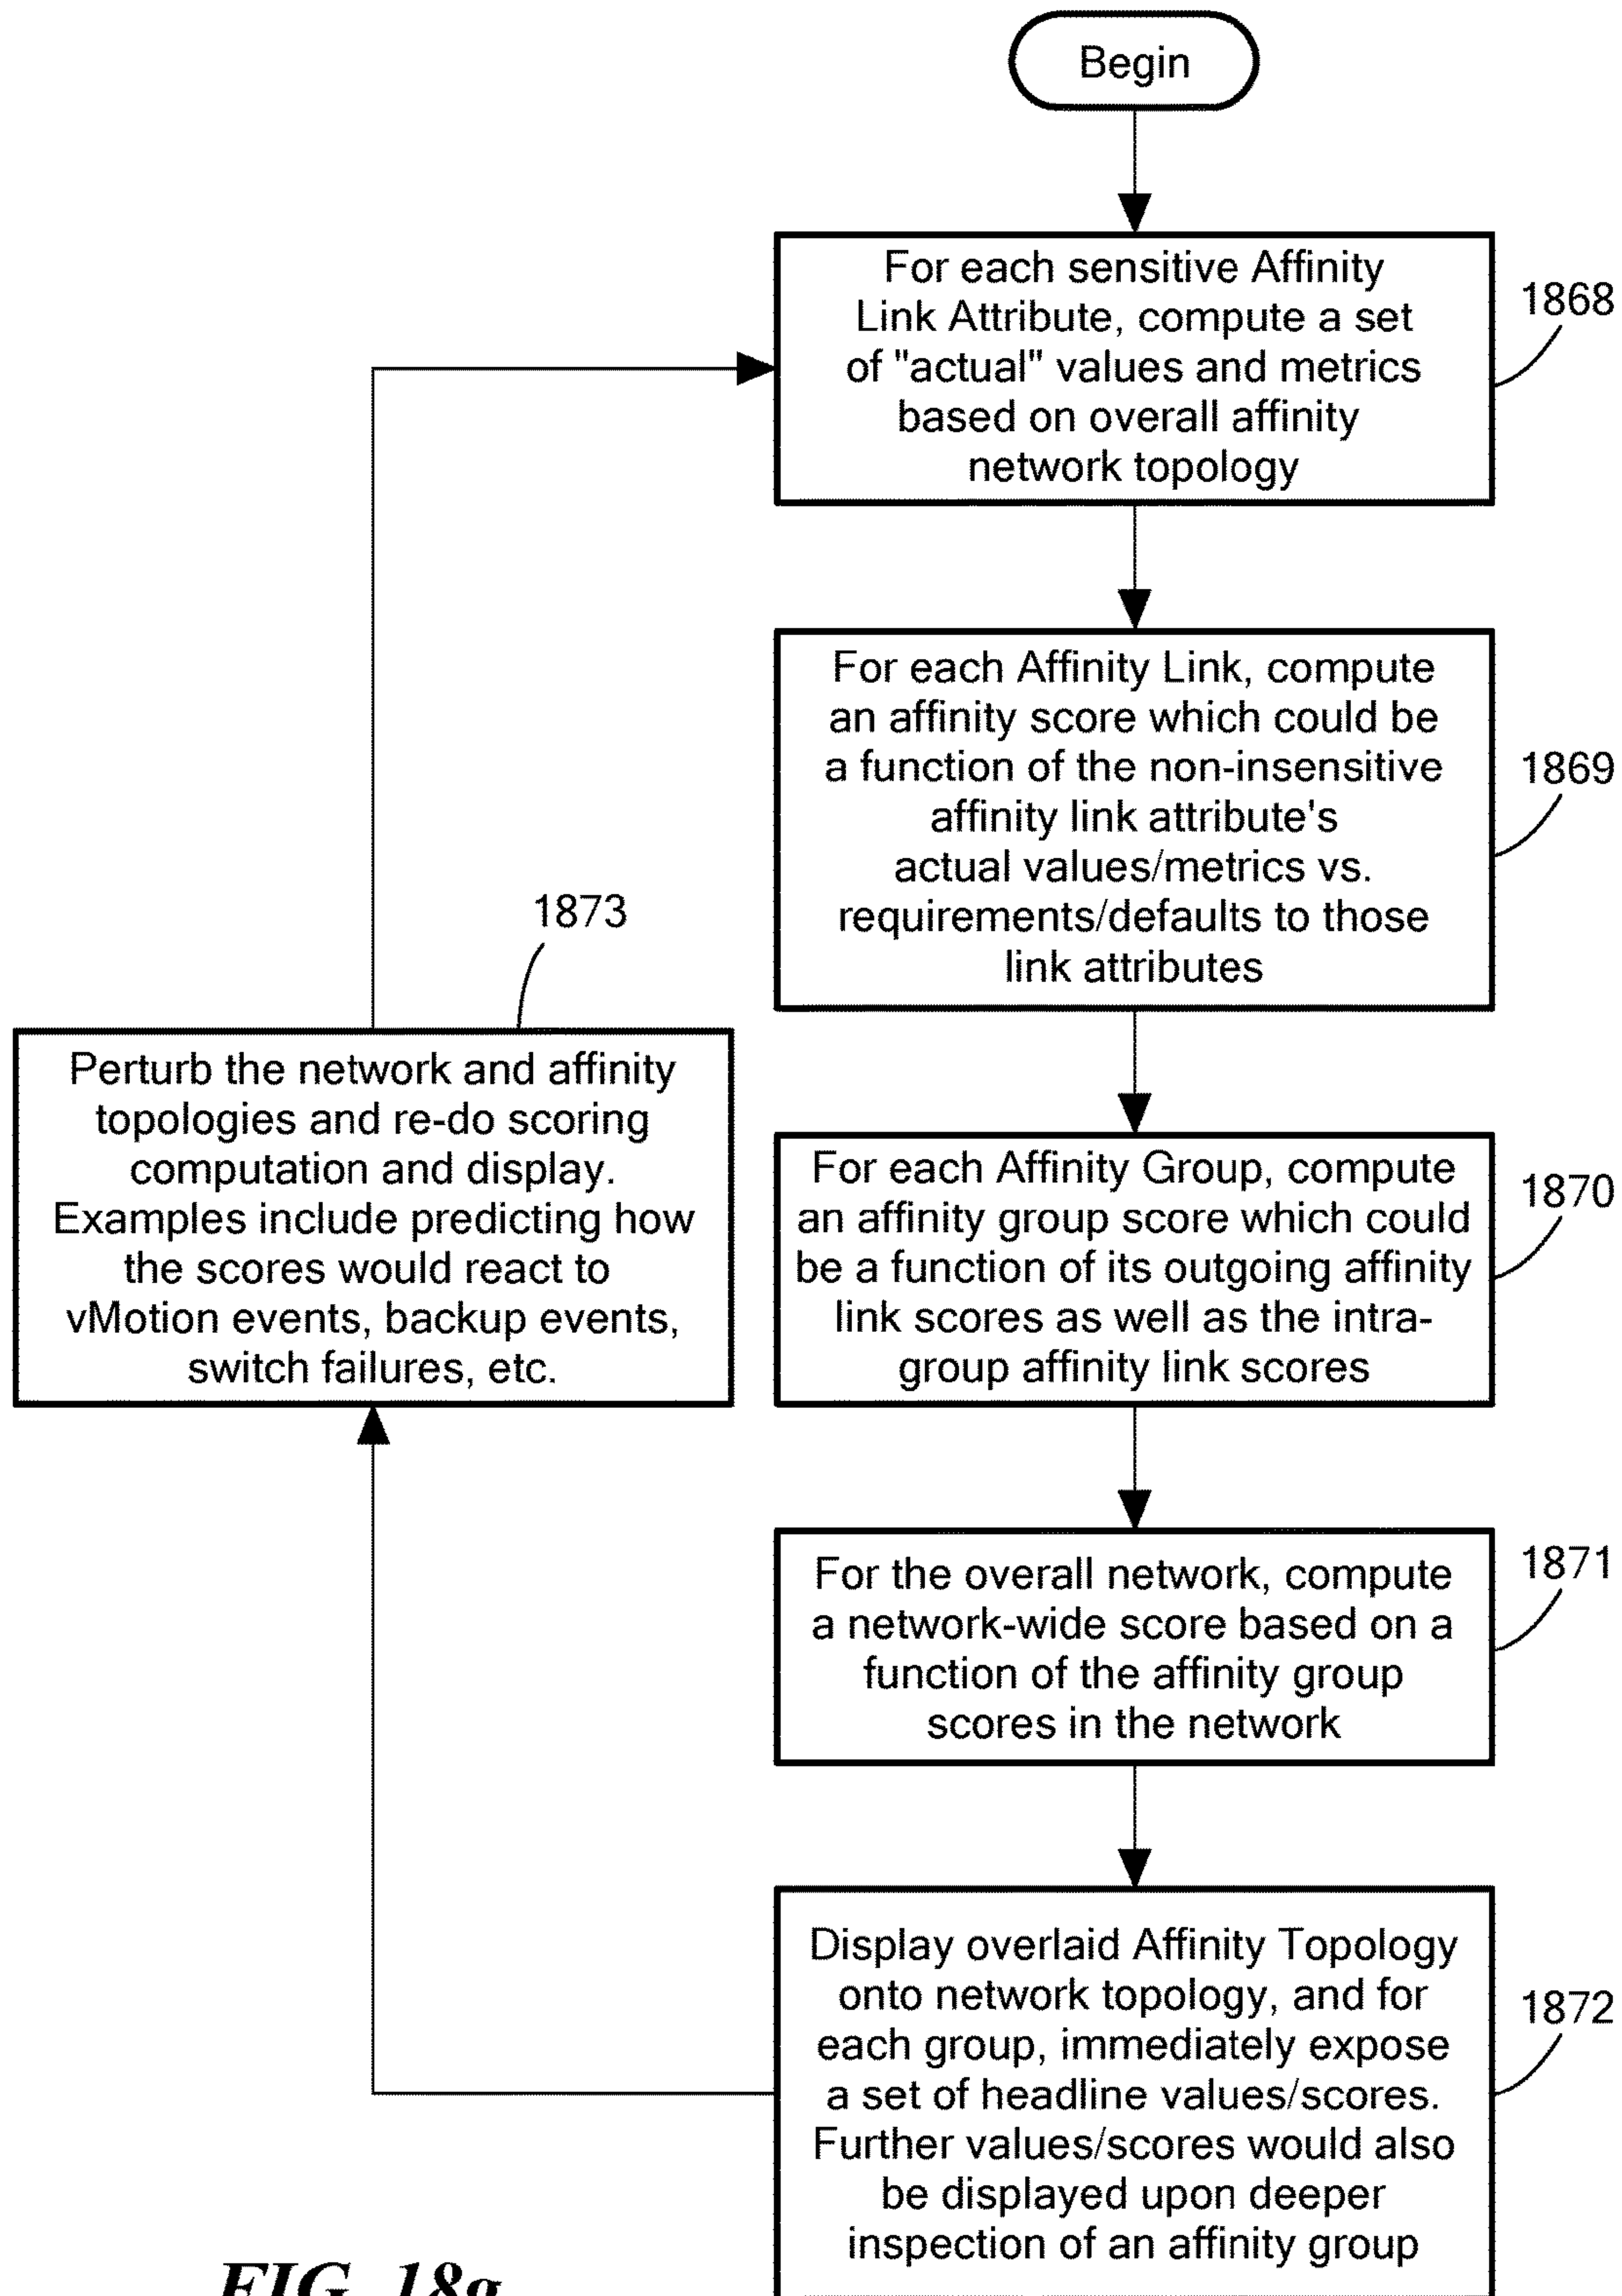 Begin
For each sensitive Affinity
Link Attribute, compute a set
of "actual" values and metrics
based on overall affinity
network topology
1868
For each Affinity Link, compute
an affinity score which could be
a function of the non-insensitive
affinity link attribute's
actual values/metrics vs.
requirements/defaults to those
link attributes
1869
1873
Perturb the network and affinity
topologies and re-do scoring
computation and display.
Examples include predicting how
the scores would react to
vMotion events, backup events,
switch failures, etc.
For each Affinity Group, compute
an affinity group score which could
be a function of its outgoing affinity
link scores as well as the intra-
group affinity link scores
1870
For the overall network, compute
a network-wide score based on a
function of the affinity group
scores in the network
1871
Display overlaid Affinity Topology
onto network topology, and for
each group, immediately expose
a set of headline values/scores.
Further values/scores would also
be displayed upon deeper
inspection of an affinity group
1872
FIG. 18g